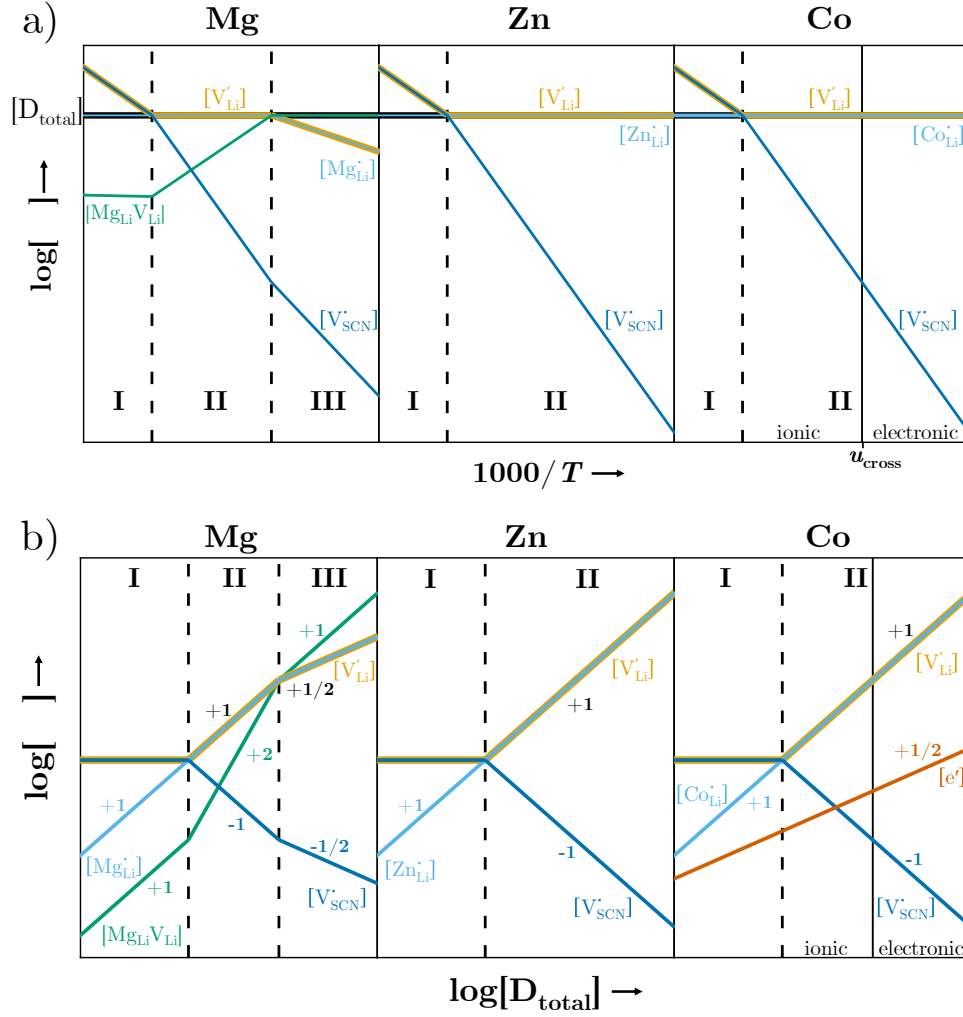 a)
Mg Zn Co
[D_total]
[V′_Li] [V′_Li] [V′_Li]
[Mg•_Li] [Zn•_Li] [Co•_Li]
[Mg_Li V_Li]
log[ ] →
[V•_SCN] [V•_SCN] [V•_SCN]
I II III I II I II
ionic electronic
u_cross
1000/T →
b)
Mg Zn Co
I II III I II I II
+1 +1
[V′_Li] [V′_Li] [V′_Li]
+1/2
+1 +1
+2
+1/2
[e′]
log[ ] →
+1 +1 [Co•_Li] +1
-1 -1/2 -1 -1
[Mg•_Li] [Zn•_Li]
+1
[V•_SCN] [V•_SCN] [V•_SCN]
[Mg_Li V_Li]
ionic electronic
log[D_total] →